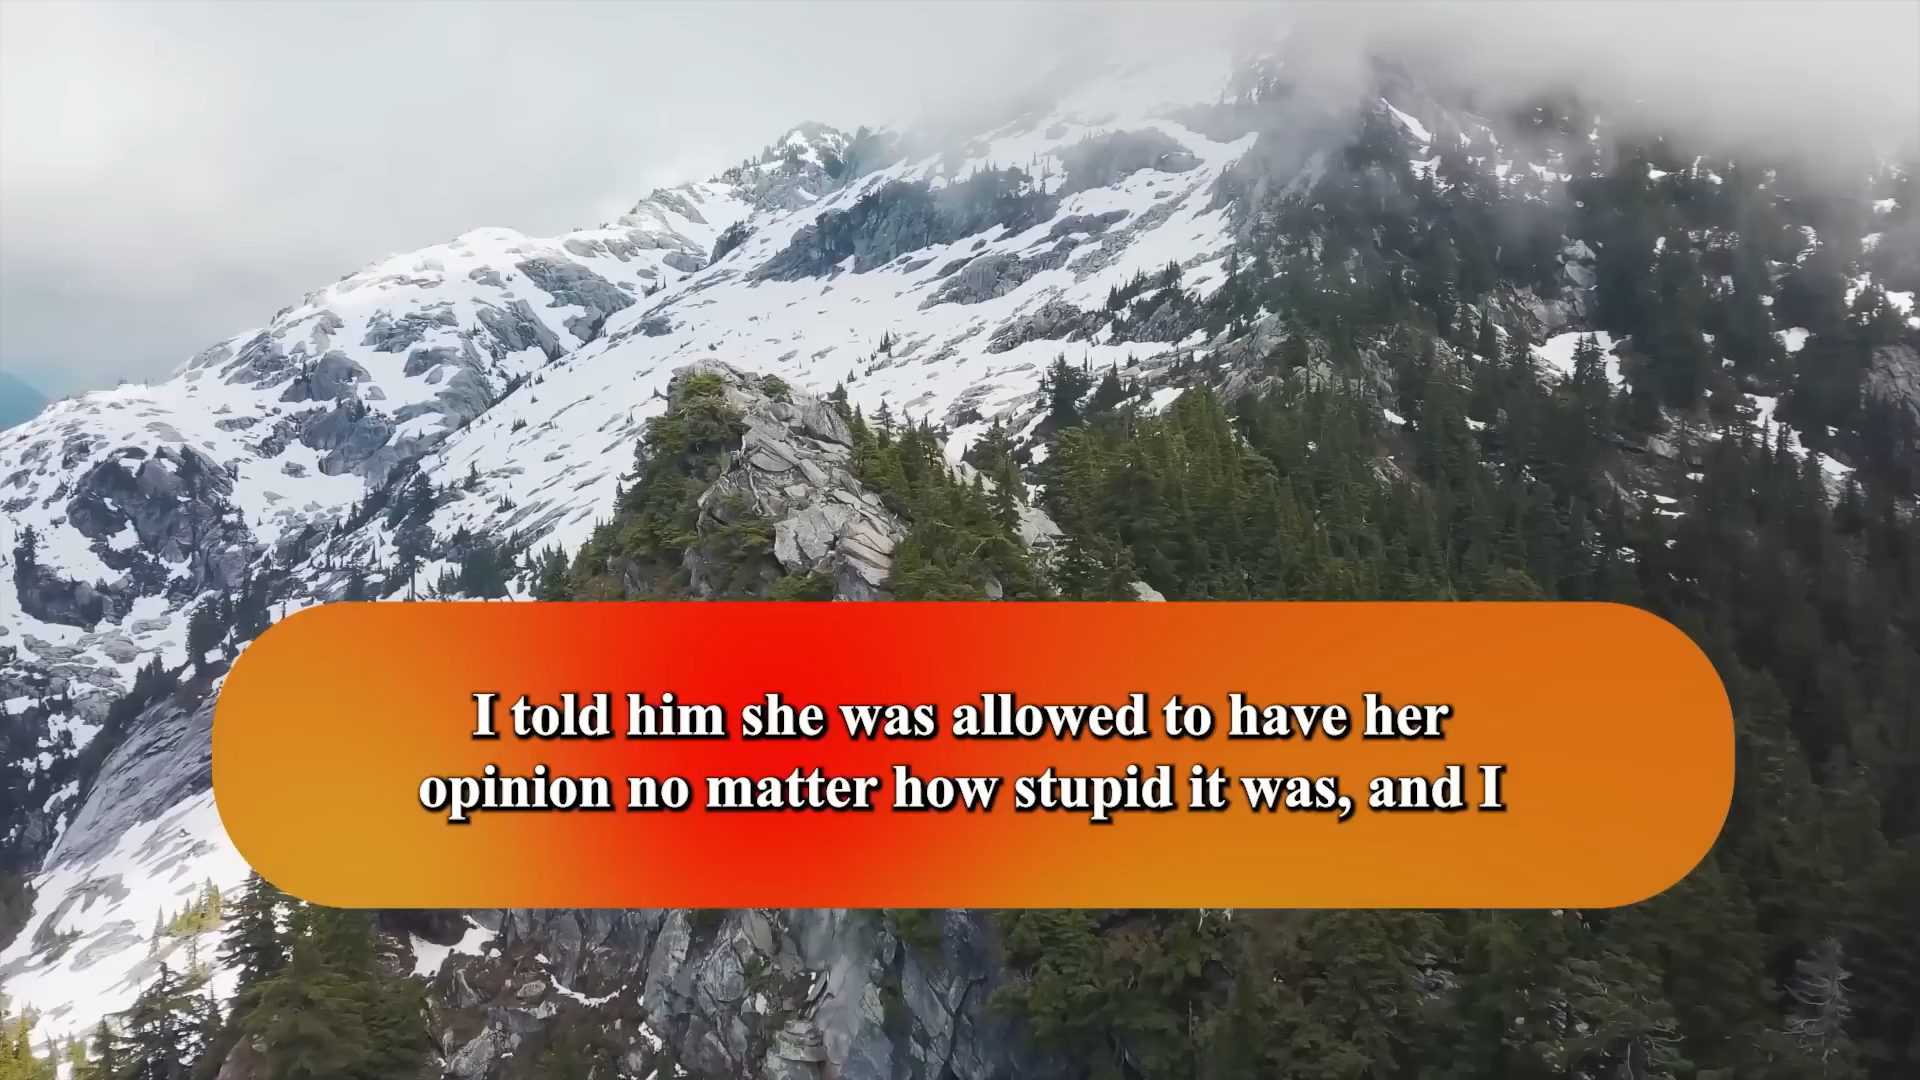 I told him she was allowed to have her
opinion no matter how stupid it was, and I